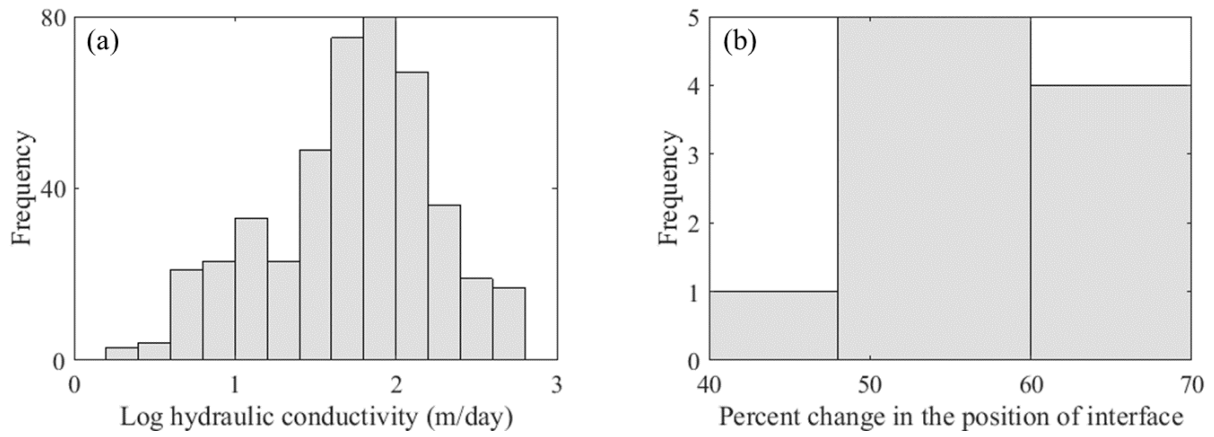 (a)
Frequency
80
40
0
0 1 2 3
Log hydraulic conductivity (m/day)
(b)
Frequency
5
4
3
2
1
0
40 50 60 70
Percent change in the position of interface